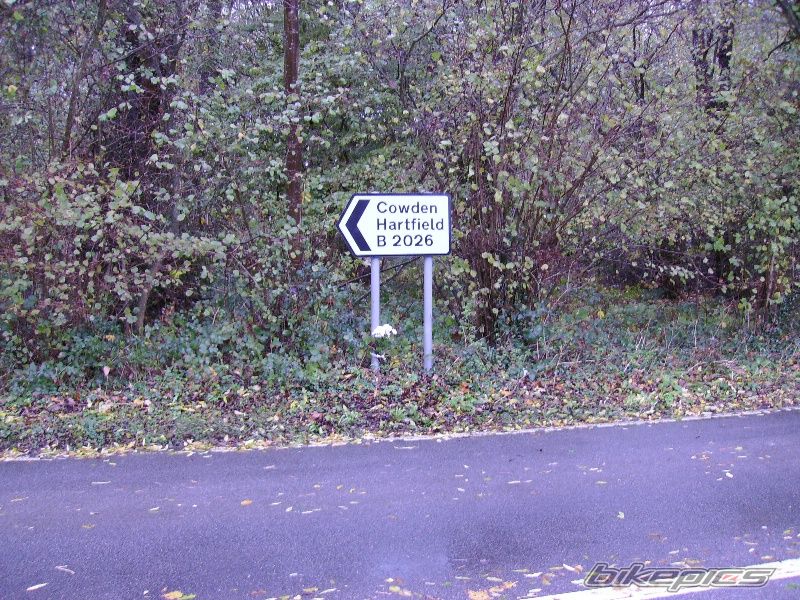 Cowden
Hartfield
B 2026
bikepics